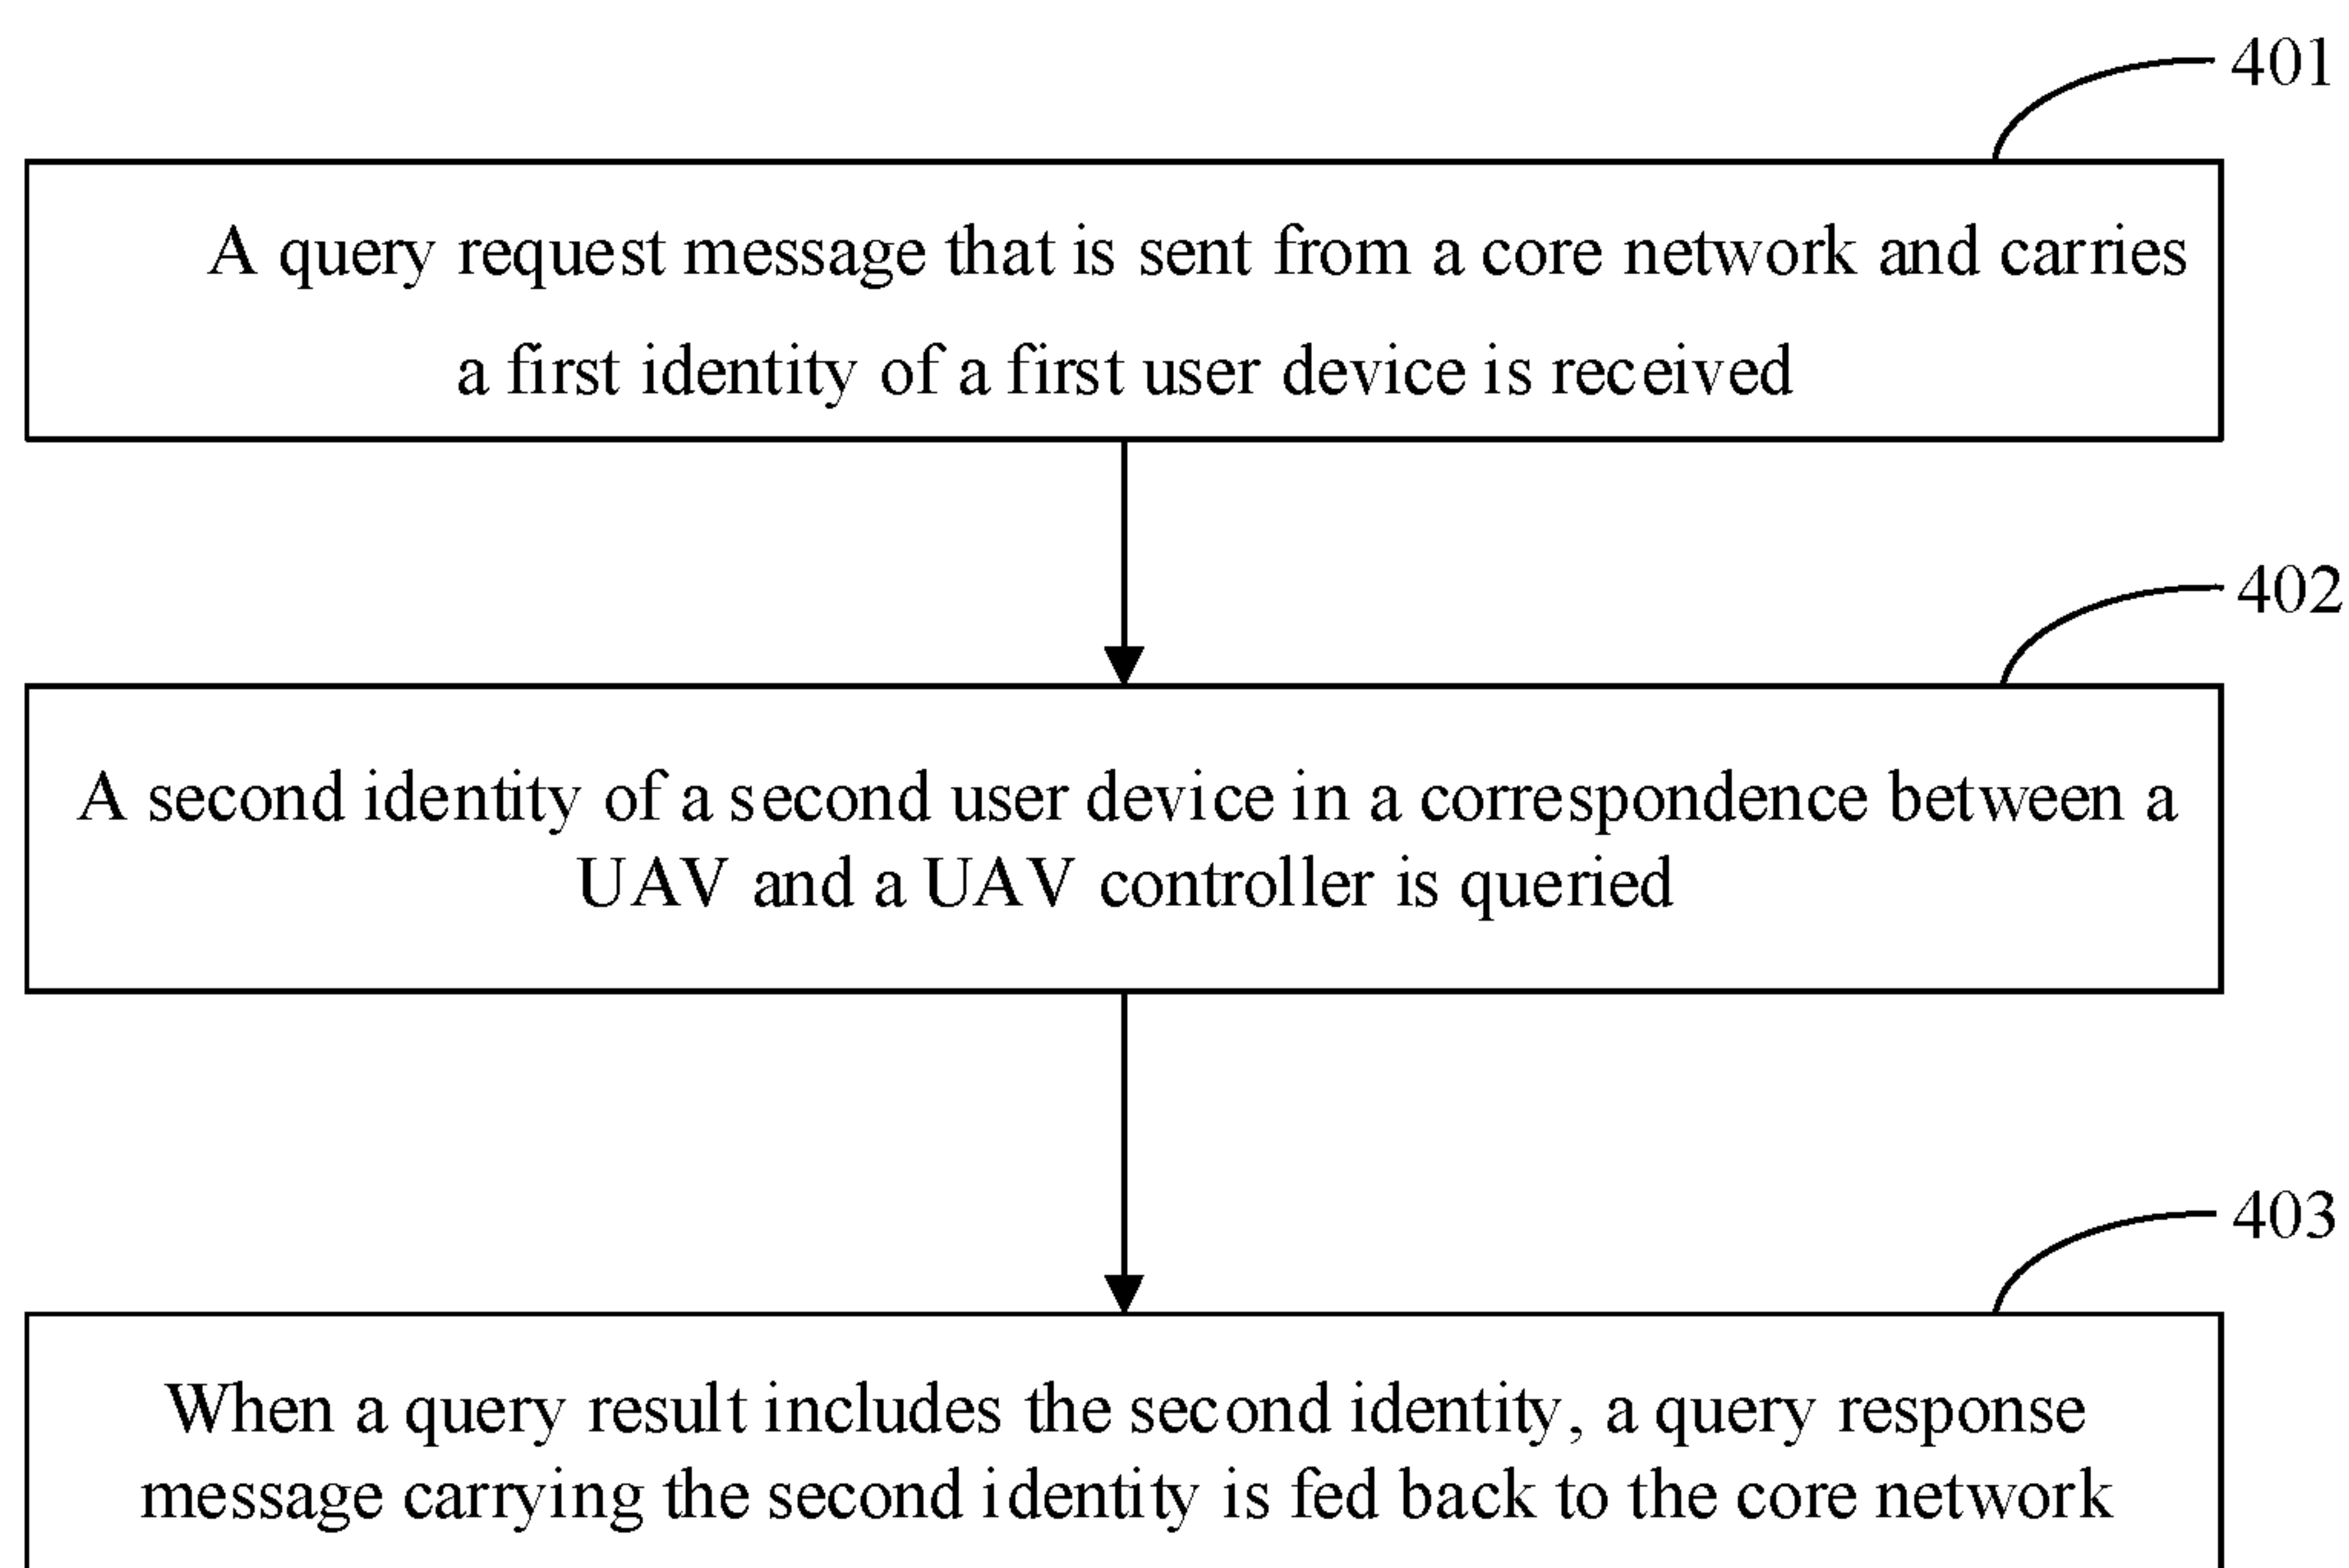 401
A query request message that is sent from a core network and carries
a first identity of a first user device is received
402
A second identity of a second user device in a correspondence between a
UAV and a UAV controller is queried
403
When a query result includes the second identity, a query response
message carrying the second identity is fed back to the core network